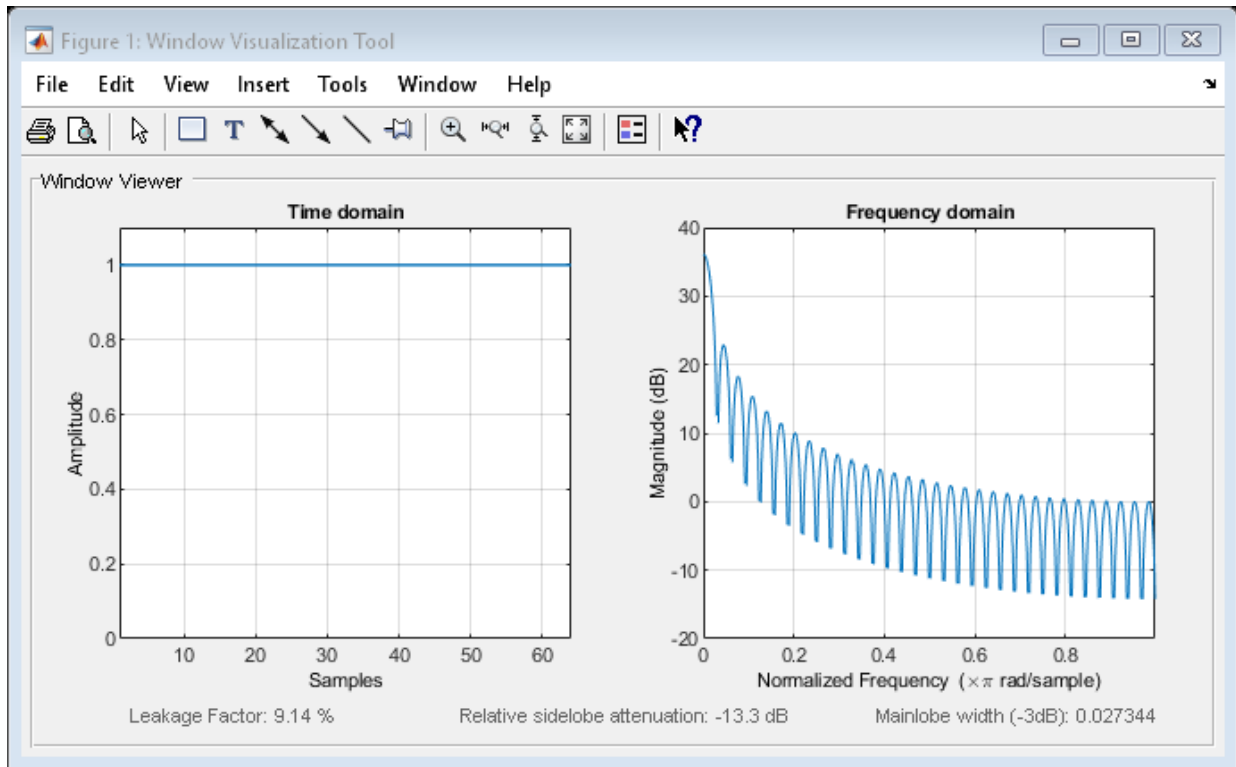 Figure 1: Window Visualization Tool
File Edit View Insert Tools Window Help
T ?
Window Viewer
Time domain
1
0.8
0.6
0.4
0.2
0
Amplitude
10 20 30 40 50 60
Samples
Frequency domain
40
30
20
10
0
-10
-20
Magnitude (dB)
0 0.2 0.4 0.6 0.8
Normalized Frequency (×π rad/sample)
Leakage Factor: 9.14 % Relative sidelobe attenuation: -13.3 dB Mainlobe width (-3dB): 0.027344